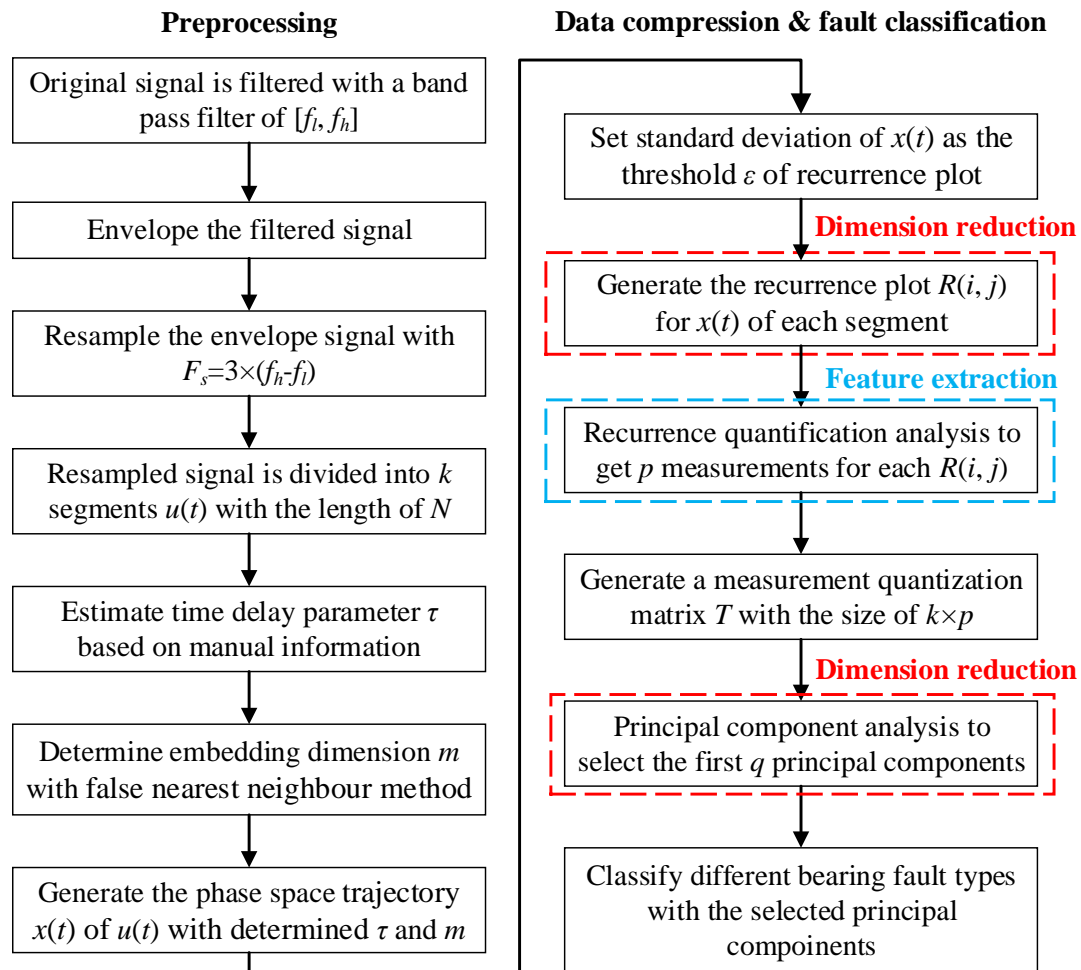 Preprocessing
Original signal is filtered with a band
pass filter of [f_l, f_h]
Envelope the filtered signal
Resample the envelope signal with
F_s=3×(f_h-f_l)
Resampled signal is divided into k
segments u(t) with the length of N
Estimate time delay parameter τ
based on manual information
Determine embedding dimension m
with false nearest neighbour method
Generate the phase space trajectory
x(t) of u(t) with determined τ and m
Data compression & fault classification
Set standard deviation of x(t) as the
threshold ε of recurrence plot
Dimension reduction
Generate the recurrence plot R(i, j)
for x(t) of each segment
Feature extraction
Recurrence quantification analysis to
get p measurements for each R(i, j)
Generate a measurement quantization
matrix T with the size of k×p
Dimension reduction
Principal component analysis to
select the first q principal components
Classify different bearing fault types
with the selected principal
compoinents